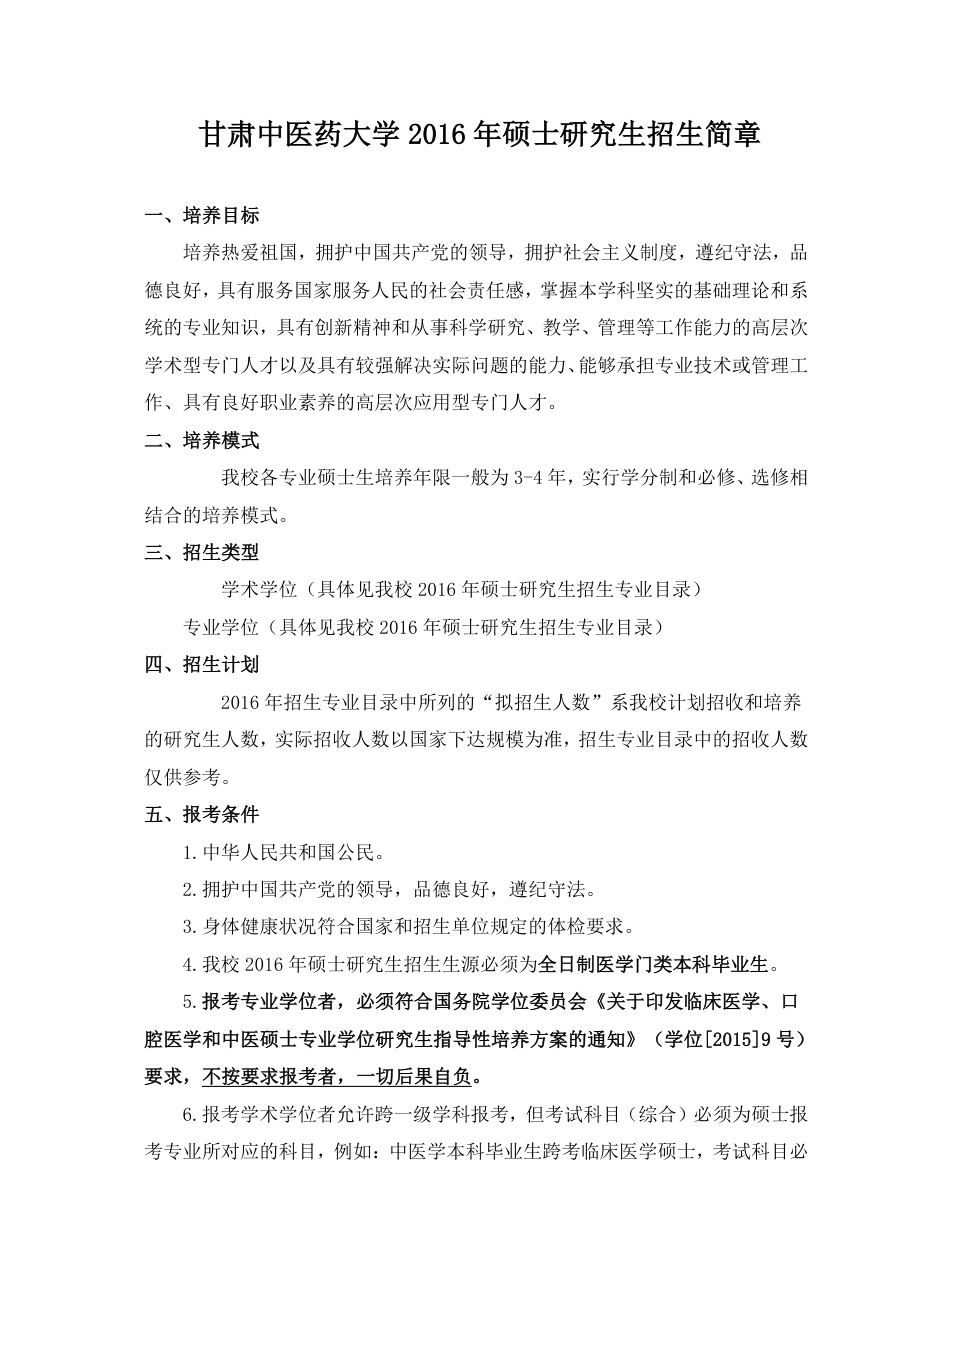 甘肃中医药大学 2016 年硕士研究生招生简章
一、培养目标
培养热爱祖国，拥护中国共产党的领导，拥护社会主义制度，遵纪守法，品
德良好，具有服务国家服务人民的社会责任感，掌握本学科坚实的基础理论和系
统的专业知识，具有创新精神和从事科学研究、教学、管理等工作能力的高层次
学术型专门人才以及具有较强解决实际问题的能力、能够承担专业技术或管理工
作、具有良好职业素养的高层次应用型专门人才。
二、培养模式
我校各专业硕士生培养年限一般为 3-4 年，实行学分制和必修、选修相
结合的培养模式。
三、招生类型
学术学位（具体见我校 2016 年硕士研究生招生专业目录）
专业学位（具体见我校 2016 年硕士研究生招生专业目录）
四、招生计划
2016 年招生专业目录中所列的“拟招生人数”系我校计划招收和培养
的研究生人数，实际招收人数以国家下达规模为准，招生专业目录中的招收人数
仅供参考。
五、报考条件
1.中华人民共和国公民。
2.拥护中国共产党的领导，品德良好，遵纪守法。
3.身体健康状况符合国家和招生单位规定的体检要求。
4.我校 2016 年硕士研究生招生生源必须为全日制医学门类本科毕业生。
5.报考专业学位者，必须符合国务院学位委员会《关于印发临床医学、口
腔医学和中医硕士专业学位研究生指导性培养方案的通知》（学位[2015]9 号）
要求，不按要求报考者，一切后果自负。
6.报考学术学位者允许跨一级学科报考，但考试科目（综合）必须为硕士报
考专业所对应的科目，例如：中医学本科毕业生跨考临床医学硕士，考试科目必